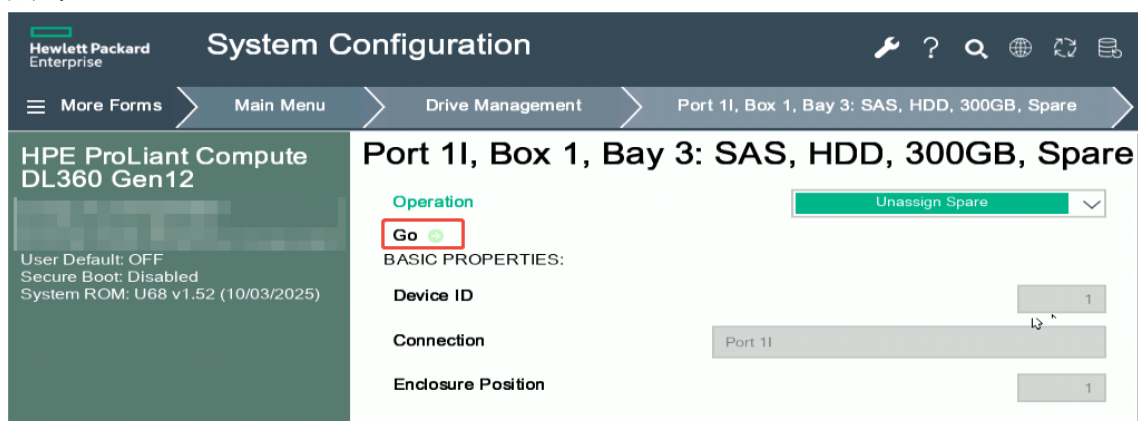 Hewlett Packard
Enterprise
System Configuration
More Forms
Main Menu
Drive Management
Port 1I, Box 1, Bay 3: SAS, HDD, 300GB, Spare
HPE ProLiant Compute
DL360 Gen12
User Default: OFF
Secure Boot: Disabled
System ROM: U68 v1.52 (10/03/2025)
Port 1I, Box 1, Bay 3: SAS, HDD, 300GB, Spare
Operation
Unassign Spare
Go
BASIC PROPERTIES:
Device ID
1
Connection
Port 1I
Enclosure Position
1